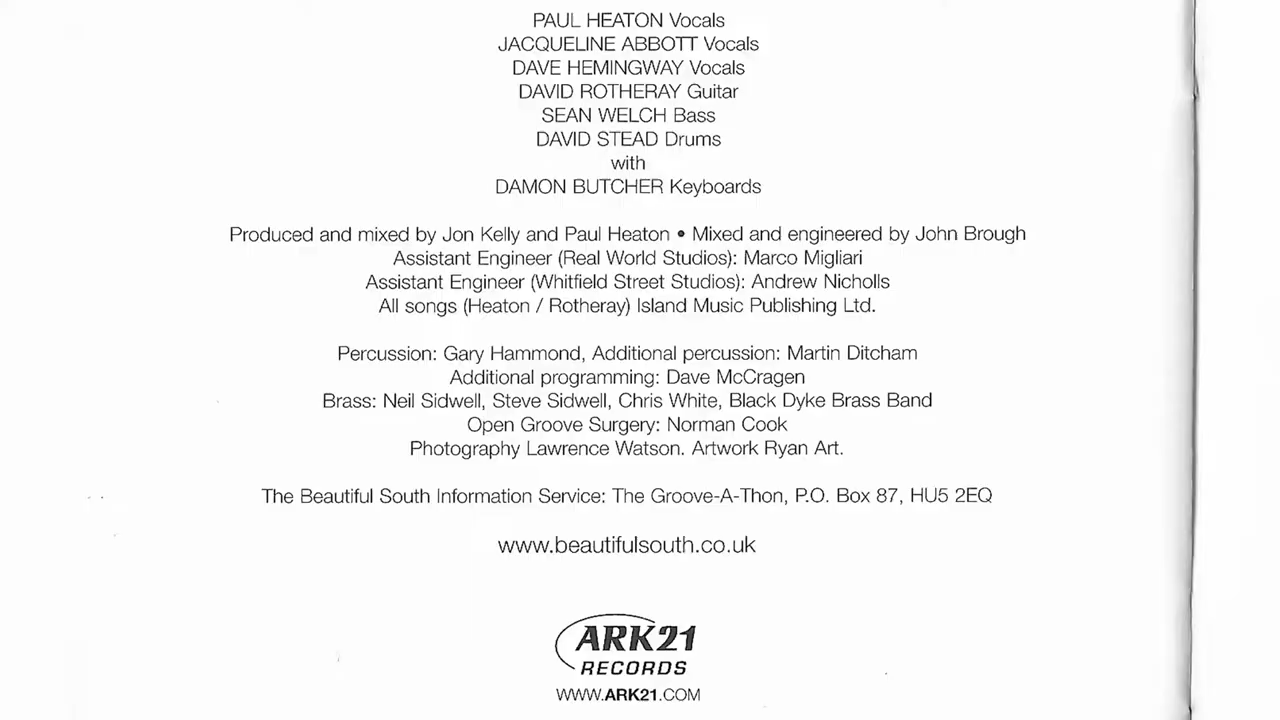 PAUL HEATON Vocals
JACQUELINE ABBOTT Vocals
DAVE HEMINGWAY Vocals
DAVID ROTHERAY Guitar
SEAN WELCH Bass
DAVID STEAD Drums
with
DAMON BUTCHER Keyboards
Produced and mixed by Jon Kelly and Paul Heaton • Mixed and engineered by John Brough
Assistant Engineer (Real World Studios): Marco Migliari
Assistant Engineer (Whitfield Street Studios): Andrew Nicholls
All songs (Heaton / Rotheray) Island Music Publishing Ltd.
Percussion: Gary Hammond, Additional percussion: Martin Ditcham
Additional programming: Dave McCragen
Brass: Neil Sidwell, Steve Sidwell, Chris White, Black Dyke Brass Band
Open Groove Surgery: Norman Cook
Photography Lawrence Watson. Artwork Ryan Art.
The Beautiful South Information Service: The Groove-A-Thon, P.O. Box 87, HU5 2EQ
www.beautifulsouth.co.uk
ARK21
RECORDS
WWW.ARK21.COM